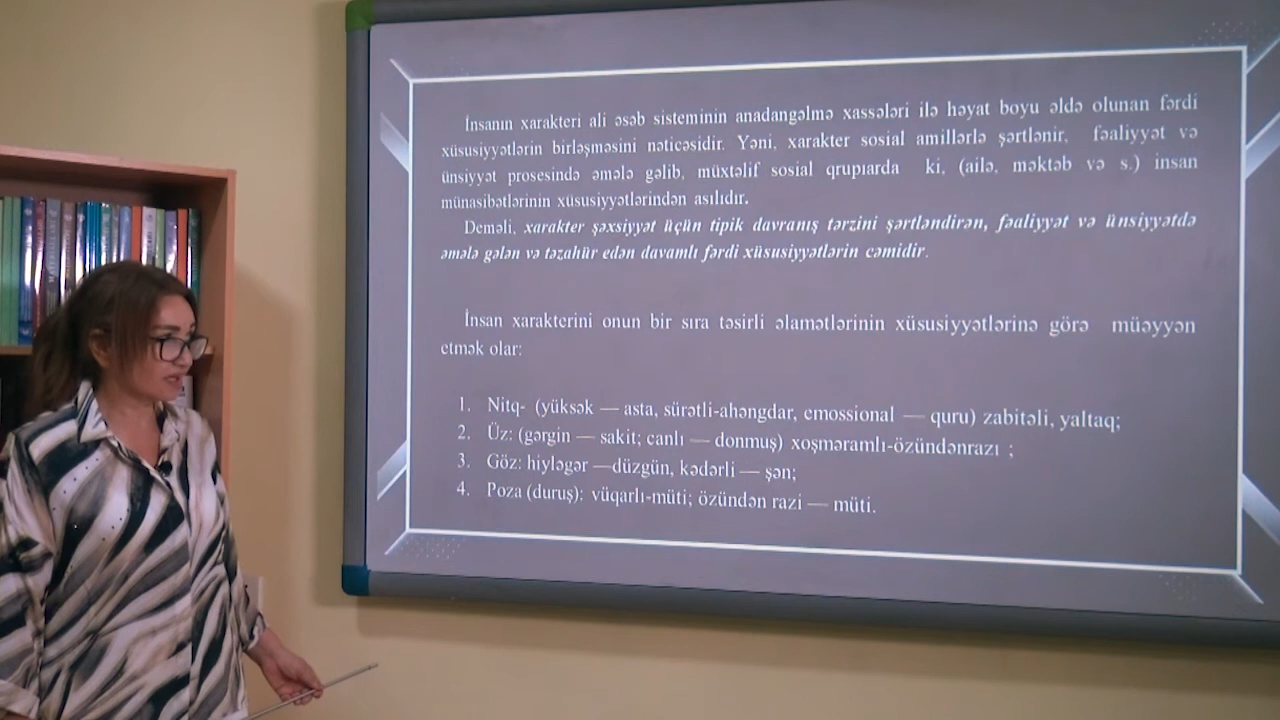 İnsanın xarakteri ali əsəb sisteminin anadangəlmə xassələri ilə həyat boyu əldə olunan fərdi
xüsusiyyətlərin birləşməsini nəticəsidir. Yəni, xarakter sosial amillərlə şərtlənir, fəaliyyət və
ünsiyyət prosesində əmələ gəlib, müxtəlif sosial qrupıarda ki, (ailə, məktəb və s.) insan
münasibətlərinin xüsusiyyətlərindən asılıdır.
Deməli, xarakter şəxsiyyət üçün tipik davranış tərzini şərtləndirən, fəaliyyət və ünsiyyətdə
əmələ gələn və təzahür edən davamlı fərdi xüsusiyyətlərin cəmidir.
İnsan xarakterini onun bir sıra təsirli əlamətlərinin xüsusiyyətlərinə görə müəyyən
etmək olar:
1. Nitq- (yüksək — asta, sürətli-ahəngdar, emossional — quru) zabitəli, yaltaq;
2. Üz: (gərgin — sakit; canlı — donmuş) xoşməramlı-özündənrazı ;
3. Göz: hiyləgər —düzgün, kədərli — şən;
4. Poza (duruş): vüqarlı-müti; özündən razi — müti.